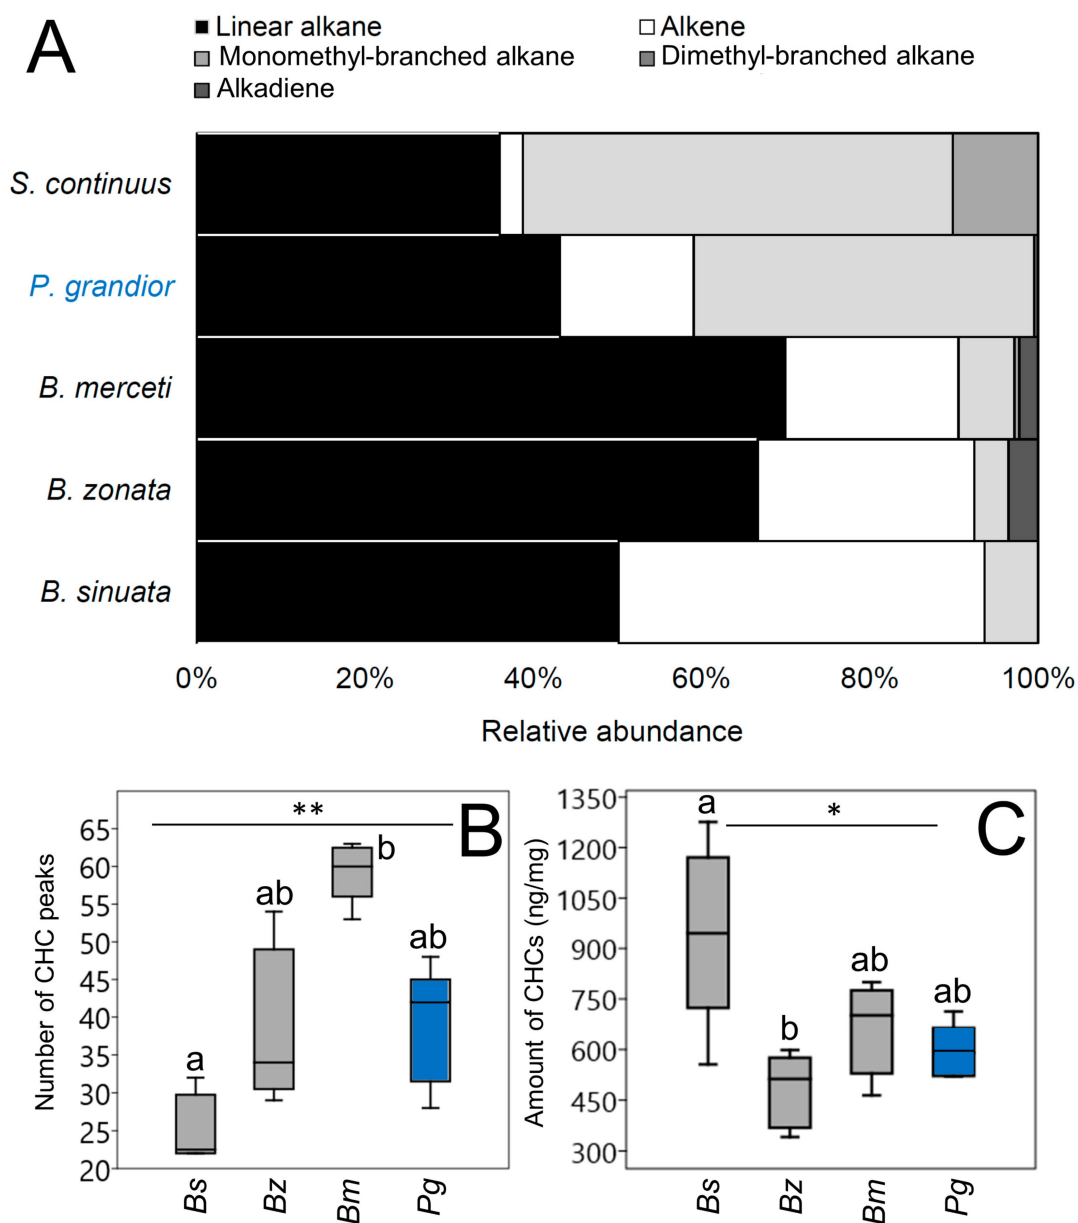 A
Linear alkane
Alkene
Monomethyl-branched alkane
Dimethyl-branched alkane
Alkadiene
S. continuus
P. grandior
B. merceti
B. zonata
B. sinuata
0% 20% 40% 60% 80% 100%
Relative abundance
B
Number of CHC peaks
65
60
55
50
45
40
35
30
25
20
**
a
ab
b
ab
Bs Bz Bm Pg
C
Amount of CHCs (ng/mg)
1350
1200
1050
900
750
600
450
300
*
a
b
ab
ab
Bs Bz Bm Pg